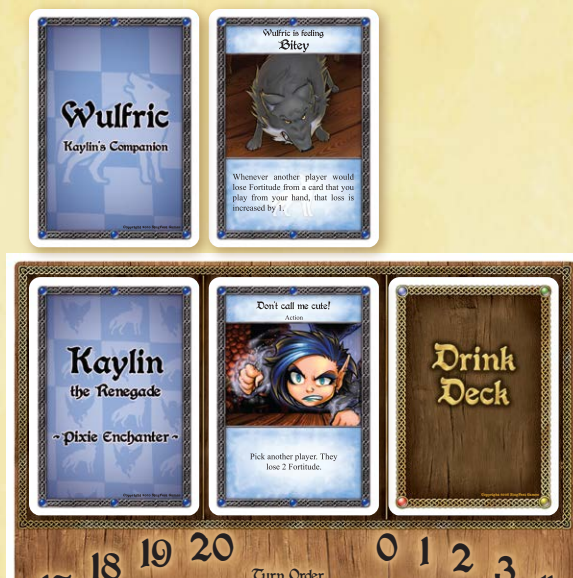 Wulfric
Kaylin's Companion
Wulfric is feeling
Bitey
Whenever another player would
lose Fortitude from a card that you
play from your hand, that loss is
increased by 1.
Kaylin
the Renegade
~Pixie Enchanter~
Don't call me cute!
Action
Pick another player. They
lose 2 Fortitude.
Drink
Deck
18 19 20
0 1 2 3
Turn Order